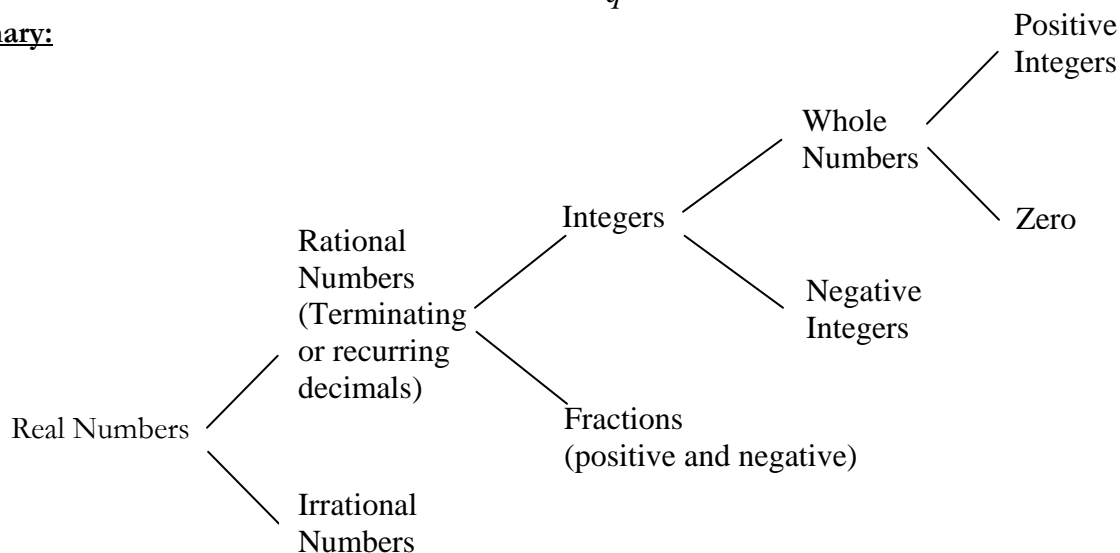 q
nary:
Positive
Integers
Whole
Numbers
Integers
Zero
Rational
Numbers
(Terminating
or recurring
decimals)
Negative
Integers
Real Numbers
Fractions
(positive and negative)
Irrational
Numbers